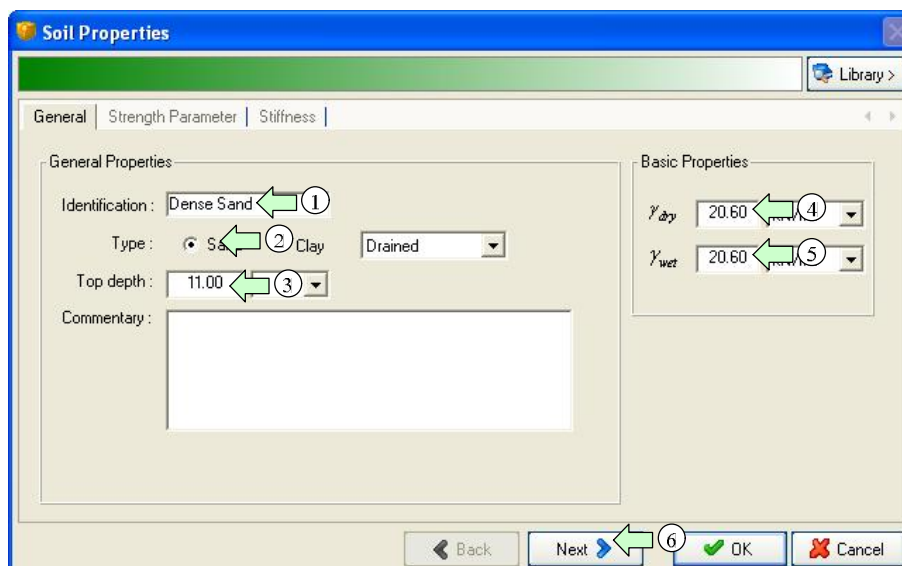 Soil Properties
Library >
General Strength Parameter Stiffness
General Properties
Identification : Dense Sand 1
Type : 2 Clay Drained
Top depth : 11.00 3
Commentary :
Basic Properties
γdry 20.60 4
γwet 20.60 5
Back Next 6 OK Cancel